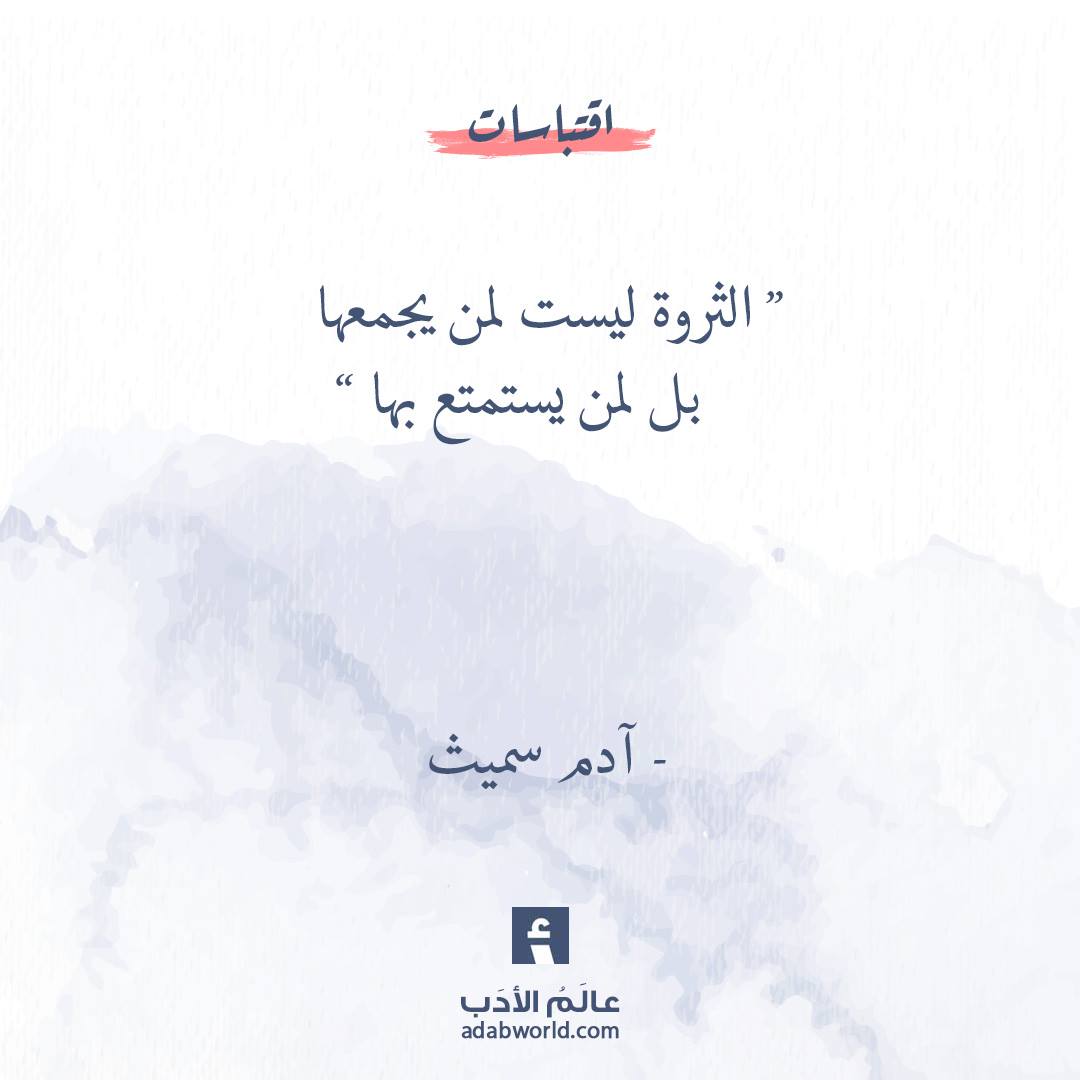 اقتباسات
” الثروة ليست لمن يجمعها
بل لمن يستمتع بها “
- آدم سميث
أ
عالَمُ الأدَب
adabworld.com